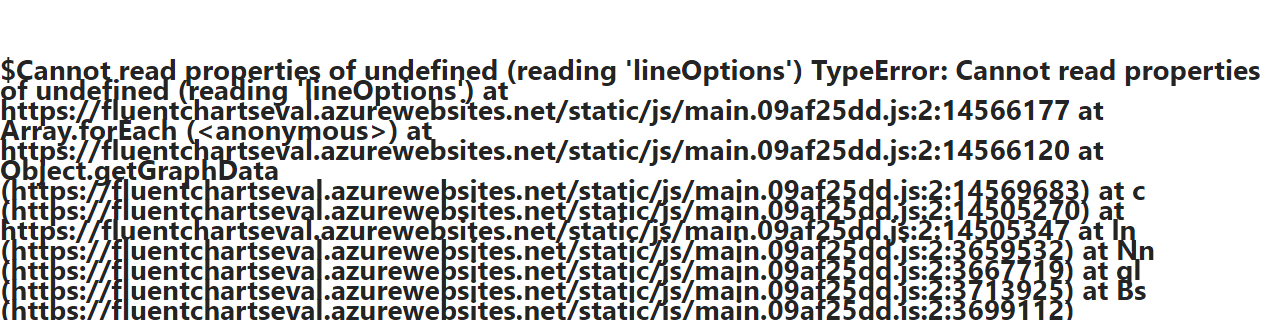 $Cannot read properties of undefined (reading 'lineOptions') TypeError: Cannot read properties
of undefined (reading 'lineOptions') at
https://fluentchartseval.azurewebsites.net/static/js/main.09af25dd.js:2:14566177 at
Array.forEach (<anonymous>) at
https://fluentchartseval.azurewebsites.net/static/js/main.09af25dd.js:2:14566120 at
Object.getGraphData
(https://fluentchartseval.azurewebsites.net/static/js/main.09af25dd.js:2:14569683) at c
(https://fluentchartseval.azurewebsites.net/static/js/main.09af25dd.js:2:14505270) at
https://fluentchartseval.azurewebsites.net/static/js/main.09af25dd.js:2:14505347 at ln
(https://fluentchartseval.azurewebsites.net/static/js/main.09af25dd.js:2:3659532) at Nn
(https://fluentchartseval.azurewebsites.net/static/js/main.09af25dd.js:2:3667719) at gl
(https://fluentchartseval.azurewebsites.net/static/js/main.09af25dd.js:2:3713925) at Bs
(https://fluentchartseval.azurewebsites.net/static/js/main.09af25dd.js:2:3699112)